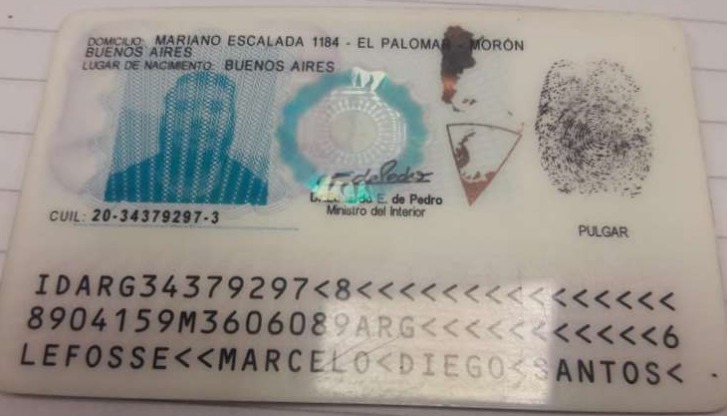 DOMICILIO: MARIANO ESCALADA 1184 - EL PALOMAR - MORÓN
BUENOS AIRES
LUGAR DE NACIMIENTO: BUENOS AIRES
E. de Pedro
Ministro del Interior
CUIL: 20-34379297-3
PULGAR
IDARG34379297<8<<<<<<<<<<<<<<<
8904159M3606089ARG<<<<<<<<<<<6
LEFOSSE<<MARCELO<DIEGO<SANTOS<